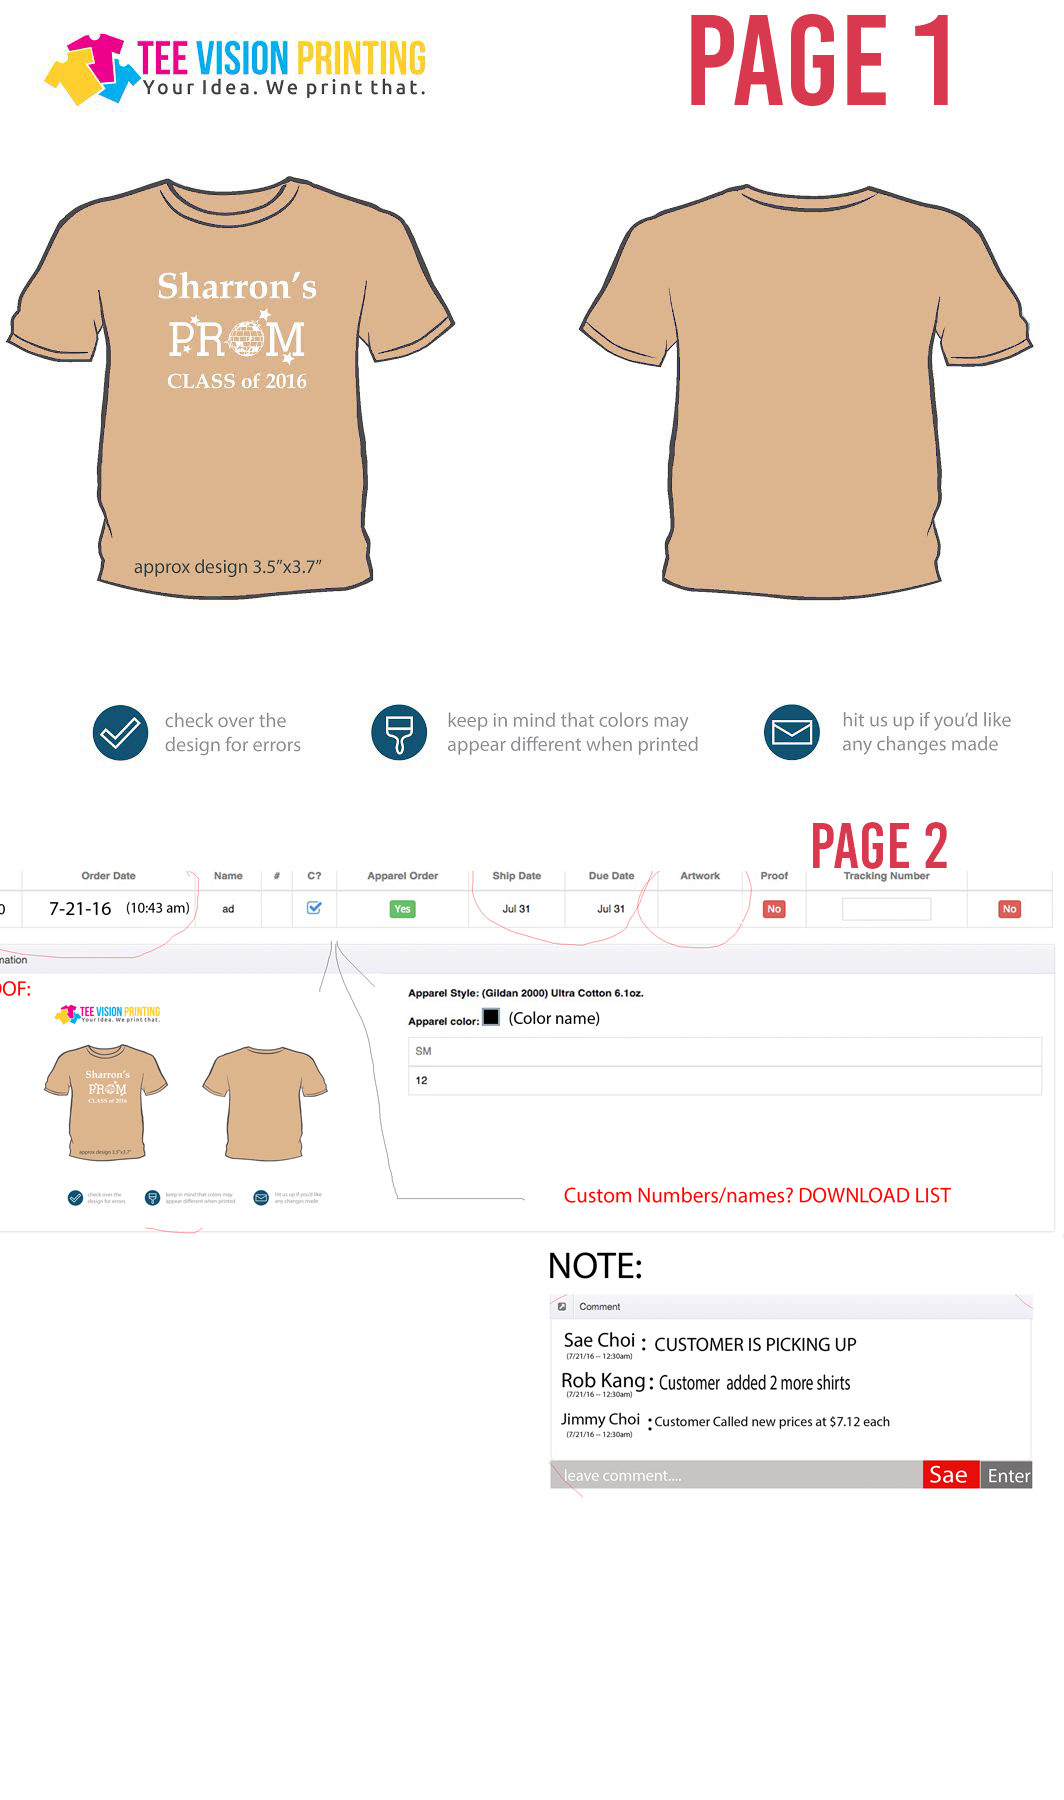 TEE VISION PRINTING
Your Idea. We print that.
PAGE 1
Sharron's
PROM
CLASS of 2016
approx design 3.5"x3.7"
check over the
design for errors
keep in mind that colors may
appear different when printed
hit us up if you'd like
any changes made
PAGE 2
Order Date Name # C? Apparel Order Ship Date Due Date Artwork Proof Tracking Number
0 7-21-16 (10:43 am) ad Yes Jul 31 Jul 31 No No
mation
OOF:
TEE VISION PRINTING
Your Idea. We print that.
Sharron's
PROM
CLASS of 2016
approx design 3.5"x3.7"
check over the
design for errors
keep in mind that colors may
appear different when printed
hit us up if you'd like
any changes made
Apparel Style: (Gildan 2000) Ultra Cotton 6.1oz.
Apparel color: (Color name)
SM
12
Custom Numbers/names? DOWNLOAD LIST
NOTE:
Comment
Sae Choi : CUSTOMER IS PICKING UP
(7/21/16 -- 12:30am)
Rob Kang : Customer added 2 more shirts
(7/21/16 -- 12:30am)
Jimmy Choi : Customer Called new prices at $7.12 each
(7/21/16 -- 12:30am)
leave comment.... Sae Enter